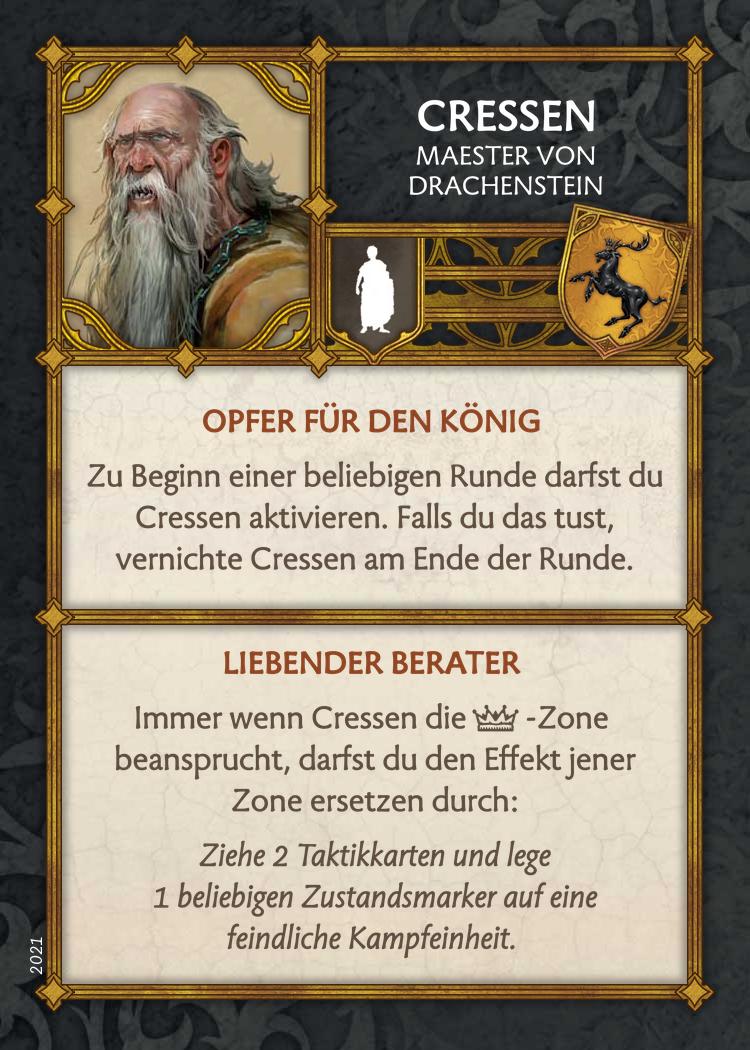 CRESSEN
MAESTER VON
DRACHENSTEIN
OPFER FÜR DEN KÖNIG
Zu Beginn einer beliebigen Runde darfst du
Cressen aktivieren. Falls du das tust,
vernichte Cressen am Ende der Runde.
LIEBENDER BERATER
Immer wenn Cressen die -Zone
beansprucht, darfst du den Effekt jener
Zone ersetzen durch:
Ziehe 2 Taktikkarten und lege
1 beliebigen Zustandsmarker auf eine
feindliche Kampfeinheit.
2021